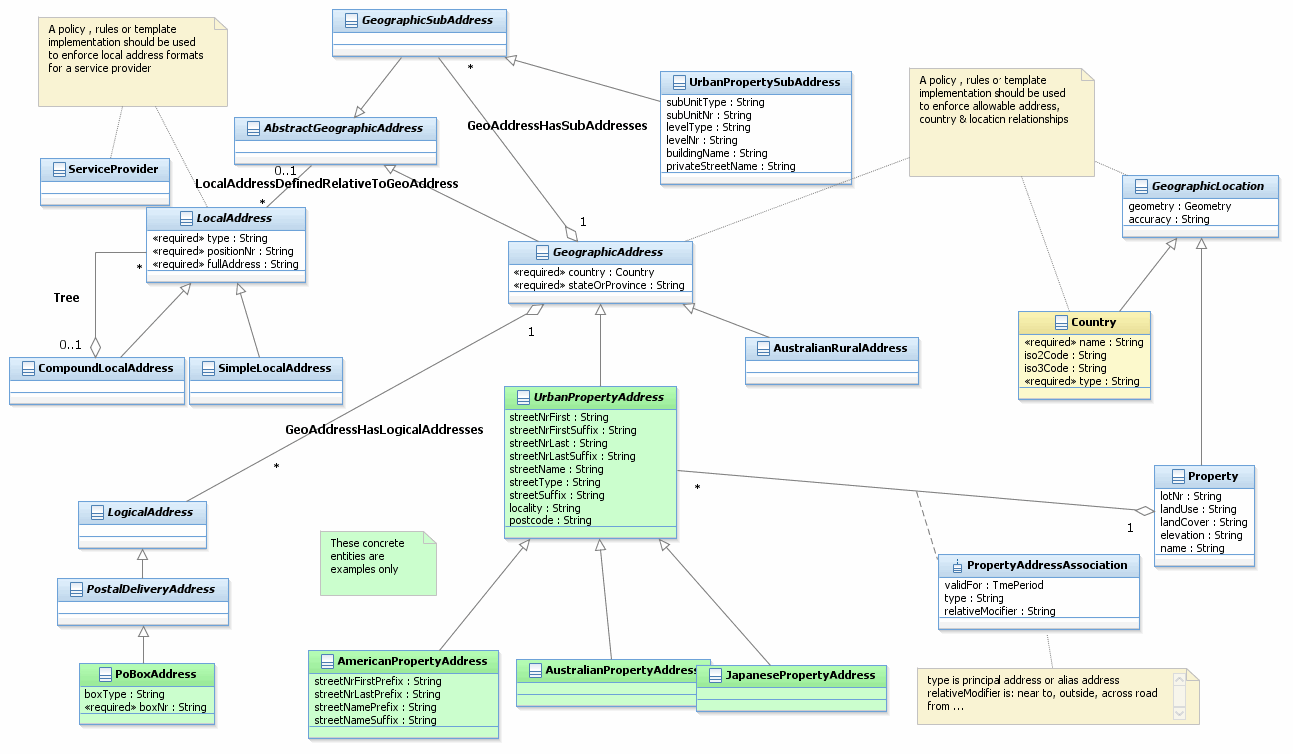 A policy , rules or template
implementation should be used
to enforce local address formats
for a service provider
GeographicSubAddress
*
UrbanPropertySubAddress
subUnitType : String
subUnitNr : String
levelType : String
levelNr : String
buildingName : String
privateStreetName : String
A policy , rules or template
implementation should be used
to enforce allowable address,
country & location relationships
AbstractGeographicAddress
GeoAddressHasSubAddresses
ServiceProvider
0..1
LocalAddressDefinedRelativeToGeoAddress
*
GeographicLocation
geometry : Geometry
accuracy : String
LocalAddress
«required» type : String
«required» positionNr : String
«required» fullAddress : String
*
Tree
0..1
1
GeographicAddress
«required» country : Country
«required» stateOrProvince : String
1
Country
«required» name : String
iso2Code : String
iso3Code : String
«required» type : String
AustralianRuralAddress
CompoundLocalAddress
SimpleLocalAddress
UrbanPropertyAddress
streetNrFirst : String
streetNrFirstSuffix : String
streetNrLast : String
streetNrLastSuffix : String
streetName : String
streetType : String
streetSuffix : String
locality : String
postcode : String
GeoAddressHasLogicalAddresses
*
*
1
Property
lotNr : String
landUse : String
landCover : String
elevation : String
name : String
LogicalAddress
These concrete
entities are
examples only
PropertyAddressAssociation
validFor : TmePeriod
type : String
relativeMocifier : String
PostalDeliveryAddress
PoBoxAddress
boxType : String
«required» boxNr : String
AmericanPropertyAddress
streetNrFirstPrefix : String
streetNrLastPrefix : String
streetNamePrefix : String
streetNameSuffix : String
AustralianPropertyAddress
JapanesePropertyAddress
type is principal address or alias address
relativeModifier is: near to, outside, across road
from ...